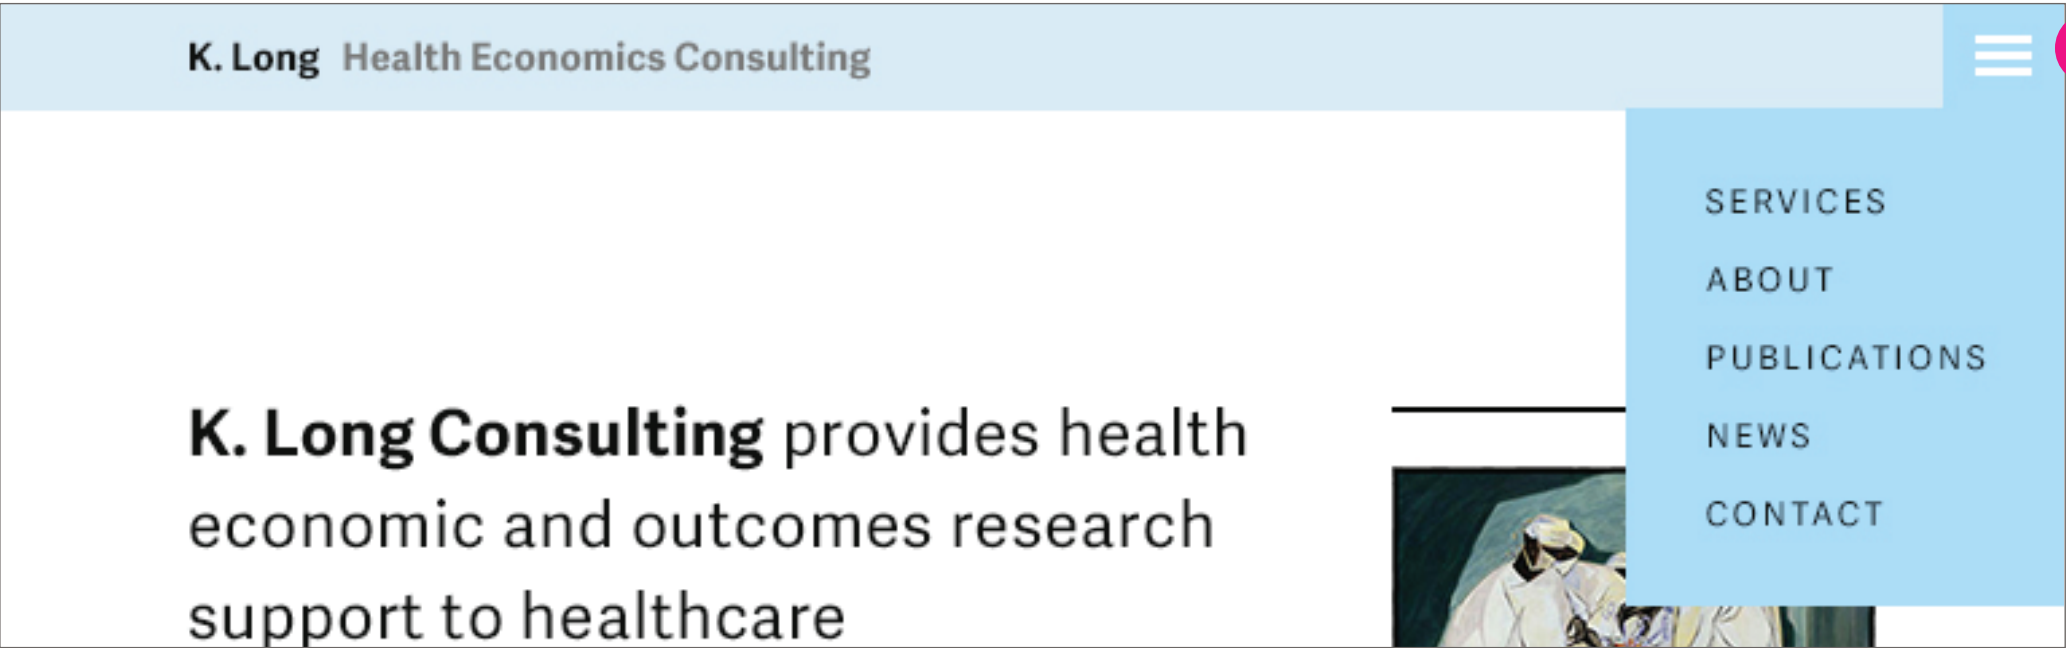 K. Long Health Economics Consulting
SERVICES
ABOUT
PUBLICATIONS
NEWS
CONTACT
K. Long Consulting provides health
economic and outcomes research
support to healthcare